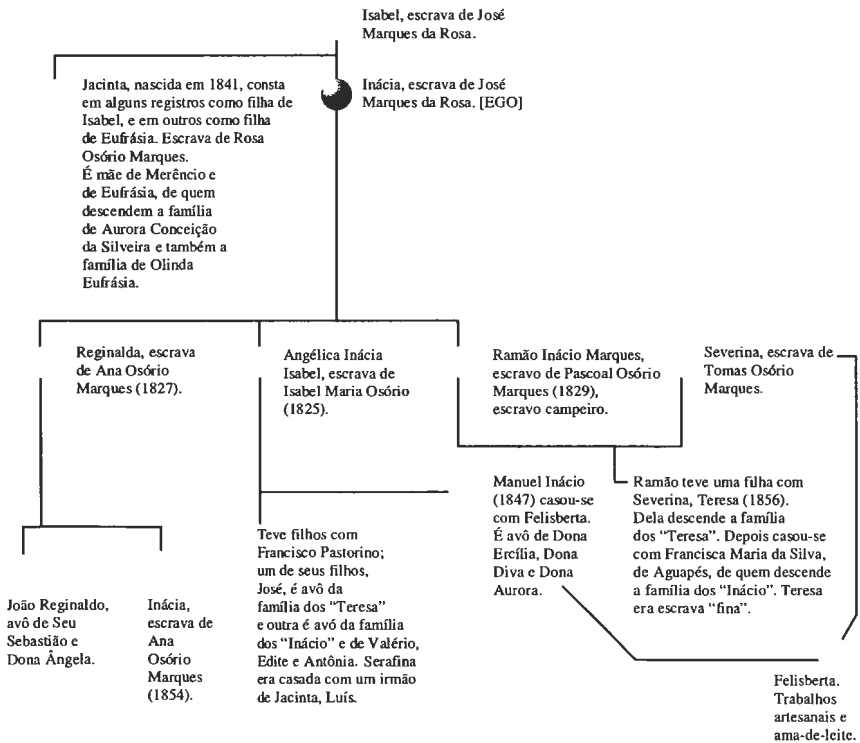 Isabel, escrava de José
Marques da Rosa.
Jacinta, nascida em 1841, consta
em alguns registros como filha de
Isabel, e em outros como filha
de Eufrásia. Escrava de Rosa
Osório Marques.
É mãe de Merêncio e
de Eufrásia, de quem
descendem a família
de Aurora Conceição
da Silveira e também a
família de Olinda
Eufrásia.
Inácia, escrava de José
Marques da Rosa. [EGO]
Reginalda, escrava
de Ana Osório
Marques (1827).
Angélica Inácia
Isabel, escrava de
Isabel Maria Osório
(1825).
Ramão Inácio Marques,
escravo de Pascoal Osório
Marques (1829),
escravo campeiro.
Severina, escrava de
Tomas Osório
Marques.
João Reginaldo,
avô de Seu
Sebastião e
Dona Ângela.
Inácia,
escrava de
Ana
Osório
Marques
(1854).
Teve filhos com
Francisco Pastorino;
um de seus filhos,
José, é avô da
família dos “Teresa”
e outra é avó da família
dos “Inácio” e de Valério,
Edite e Antônia. Serafina
era casada com um irmão
de Jacinta, Luís.
Manuel Inácio
(1847) casou-se
com Felisberta.
É avô de Dona
Ercília, Dona
Diva e Dona
Aurora.
Ramão teve uma filha com
Severina, Teresa (1856).
Dela descende a família
dos “Teresa”. Depois casou-se
com Francisca Maria da Silva,
de Aguapés, de quem descende
a família dos “Inácio”. Teresa
era escrava “fina”.
Felisberta.
Trabalhos
artesanais e
ama-de-leite.